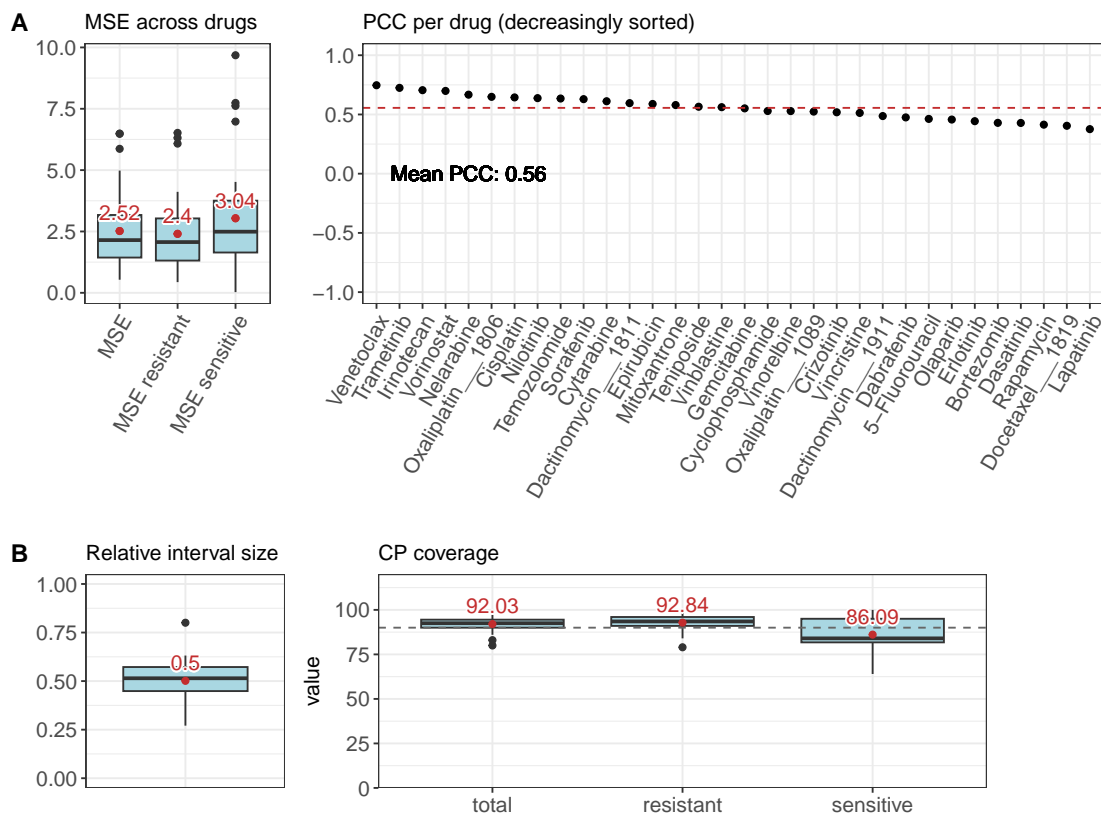 A
MSE across drugs
10.0
7.5
5.0
2.5
0.0
2.52
2.4
3.04
MSE
MSE resistant
MSE sensitive
PCC per drug (decreasingly sorted)
1.0
0.5
0.0
−0.5
−1.0
Mean PCC: 0.56
Venetoclax
Trametinib
Irinotecan
Vorinostat
Nelarabine
Oxaliplatin___1806
Cisplatin
Nilotinib
Temozolomide
Sorafenib
Cytarabine
Dactinomycin___1811
Epirubicin
Mitoxantrone
Teniposide
Vinblastine
Gemcitabine
Cyclophosphamide
Vinorelbine
Oxaliplatin___1089
Crizotinib
Vincristine
Dactinomycin___1911
Dabrafenib
5−Fluorouracil
Olaparib
Erlotinib
Bortezomib
Dasatinib
Rapamycin
Docetaxel___1819
Lapatinib
B
Relative interval size
1.00
0.75
0.50
0.25
0.00
0.5
CP coverage
value
100
75
50
25
0
92.03
92.84
86.09
total
resistant
sensitive